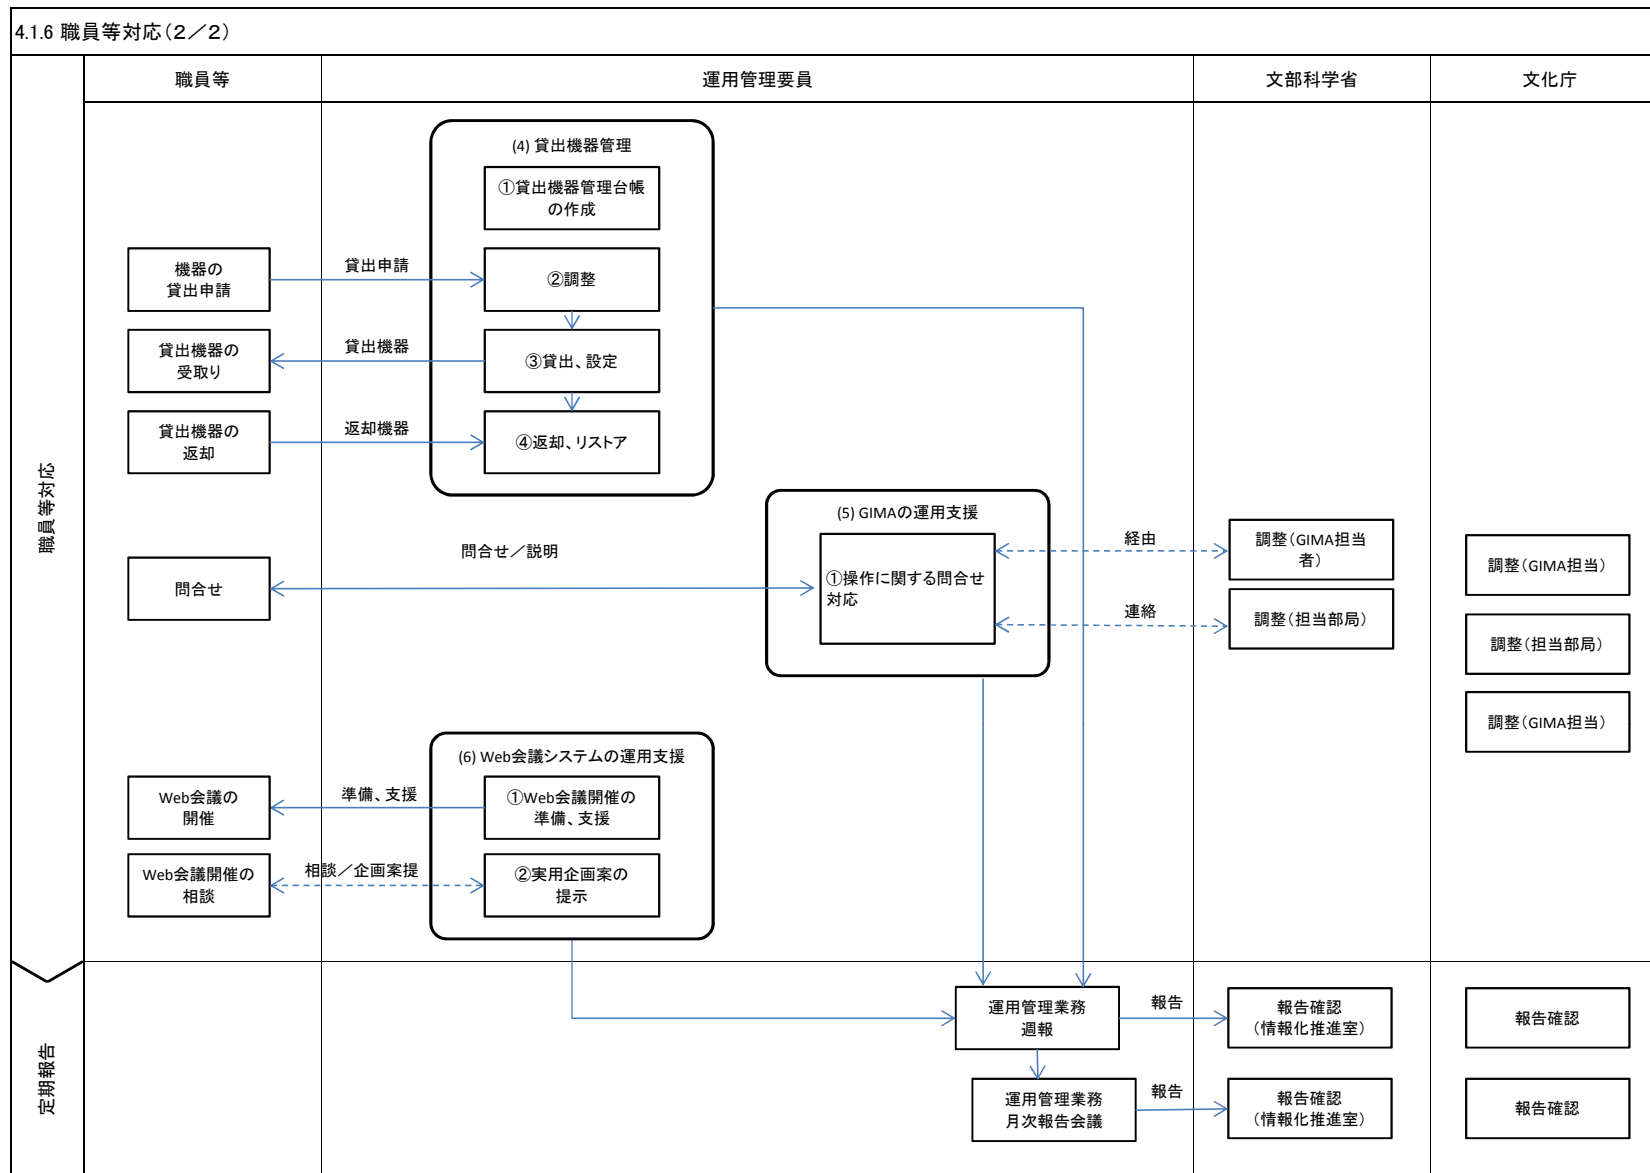 4.1.6 職員等対応（２／２）
職員等
運用管理要員
文部科学省
文化庁
職員等対応
(4) 貸出機器管理
①貸出機器管理台帳
の作成
機器の
貸出申請
貸出申請
②調整
貸出機器の
受取り
貸出機器
③貸出、設定
貸出機器の
返却
返却機器
④返却、リストア
(5) GIMAの運用支援
問合せ
問合せ／説明
①操作に関する問合せ
対応
経由
調整（GIMA担当
者）
連絡
調整（担当部局）
調整（GIMA担当）
調整（担当部局）
調整（GIMA担当）
(6) Web会議システムの運用支援
Web会議の
開催
準備、支援
①Web会議開催の
準備、支援
Web会議開催の
相談
相談／企画案提
②実用企画案の
提示
定期報告
運用管理業務
週報
報告
報告確認
（情報化推進室）
報告確認
運用管理業務
月次報告会議
報告
報告確認
（情報化推進室）
報告確認